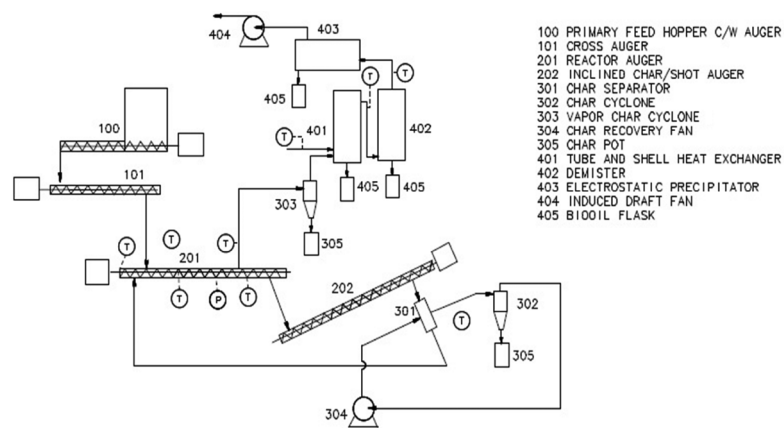 403
404
T
405
T
T
401
402
100
405
405
101
303
T
T
T
305
201
202
T
P
T
301
T
302
305
304
100 PRIMARY FEED HOPPER C/W AUGER
101 CROSS AUGER
201 REACTOR AUGER
202 INCLINED CHAR/SHOT AUGER
301 CHAR SEPARATOR
302 CHAR CYCLONE
303 VAPOR CHAR CYCLONE
304 CHAR RECOVERY FAN
305 CHAR POT
401 TUBE AND SHELL HEAT EXCHANGER
402 DEMISTER
403 ELECTROSTATIC PRECIPITATOR
404 INDUCED DRAFT FAN
405 BIOOIL FLASK